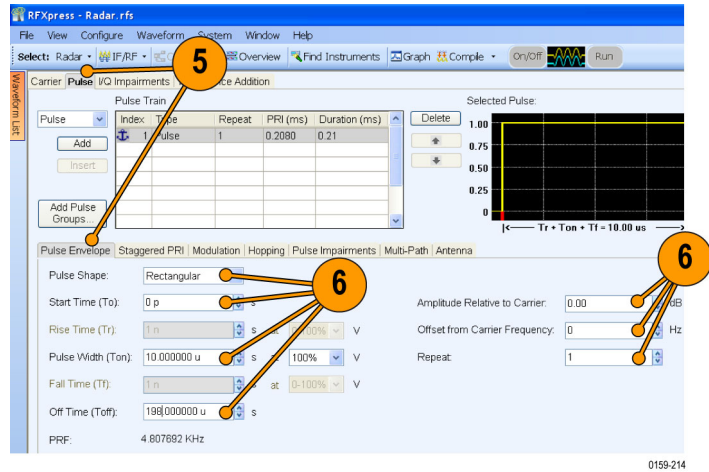 RFXpress - Radar.rfs
File View Configure Waveform System Window Help
Select: Radar IF/RF Overview Find Instruments Graph Compile On/Off Run
5
Waveform List
Carrier Pulse I/Q Impairments Addition
Pulse Train
Selected Pulse:
Pulse
Index Type Repeat PRI (ms) Duration (ms)
Delete
1 Pulse 1 0.2080 0.21
Add
Insert
Add Pulse
Groups...
1.00
0.75
0.50
0.25
0
Tr + Ton + Tf = 10.00 us
Pulse Envelope Staggered PRI Modulation Hopping Pulse Impairments Multi-Path Antenna
6
6
Pulse Shape: Rectangular
Start Time (To): 0 p s
Amplitude Relative to Carrier: 0.00 dB
Rise Time (Tr): 1 n s V
Offset from Carrier Frequency: 0 Hz
Pulse Width (Ton): 10.000000 u s 100% V
Repeat: 1
Fall Time (Tf): 1 n at 0-100% V
Off Time (Toff): 198.000000 u s
PRF: 4.807692 KHz
0159-214